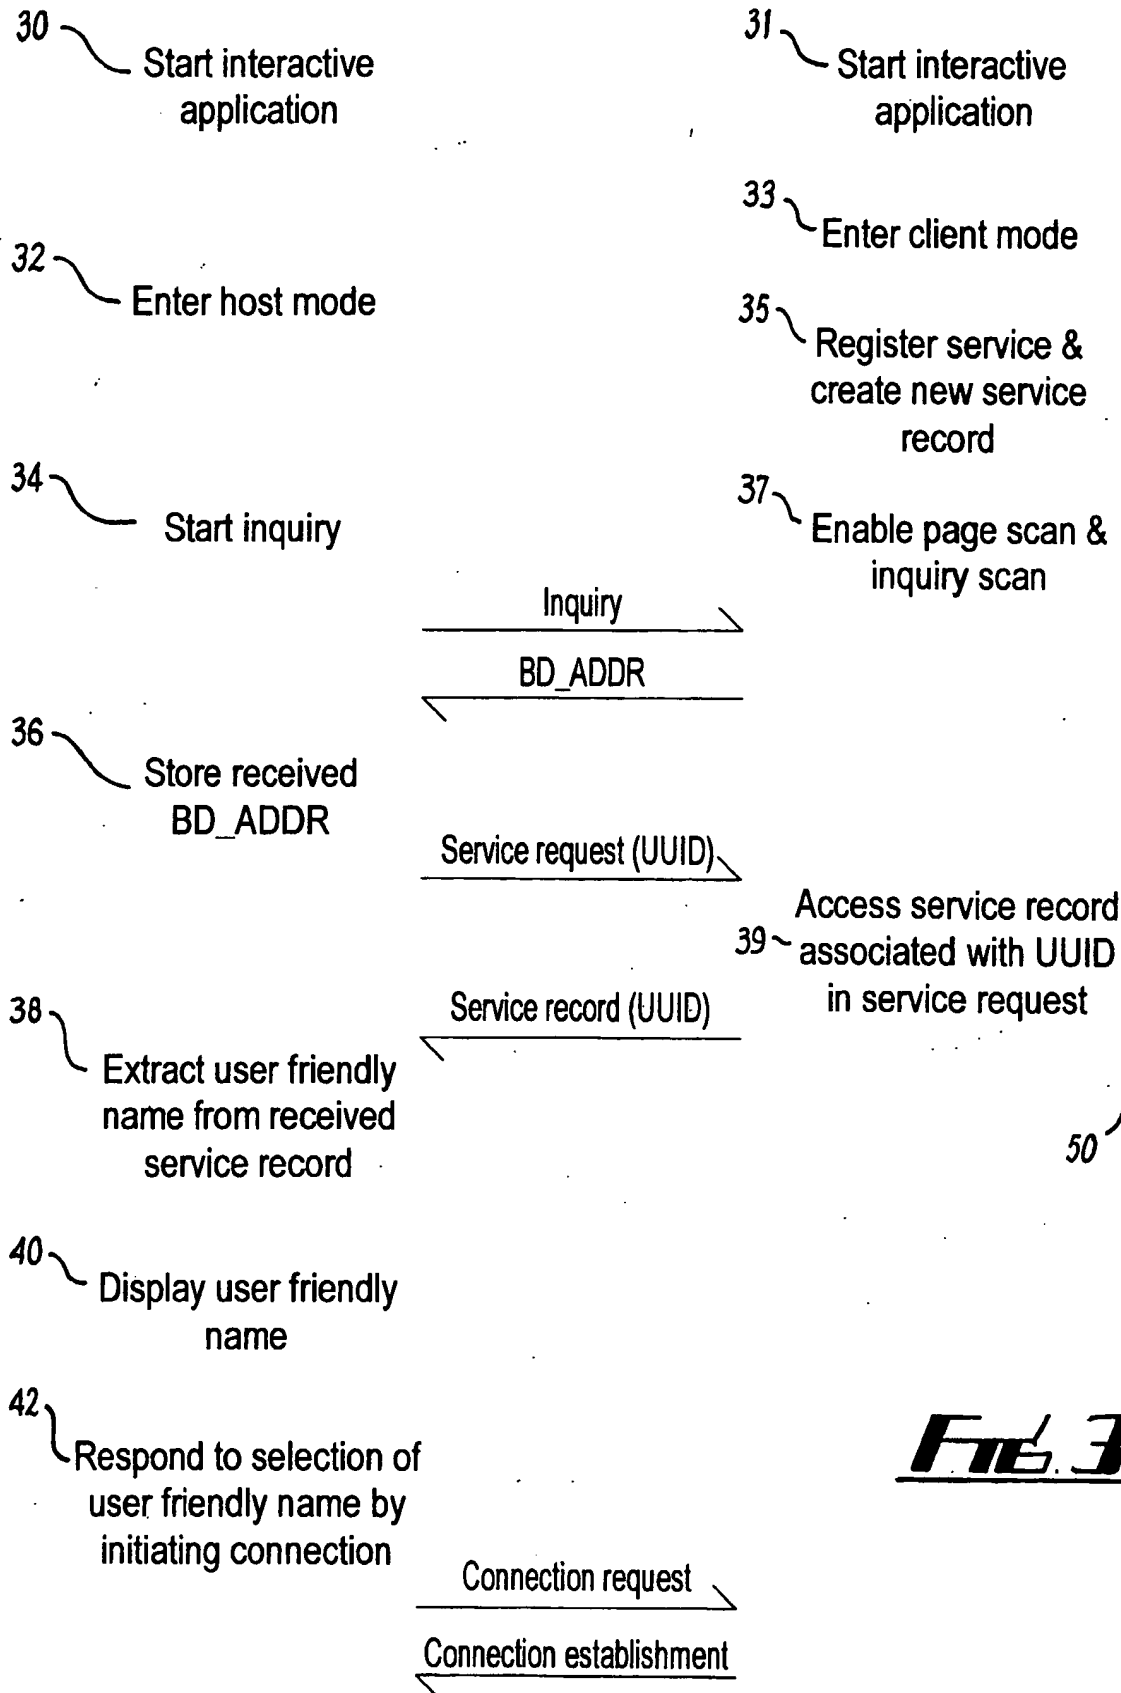 30
Start interactive
application
31
Start interactive
application
33
Enter client mode
32
Enter host mode
35
Register service &
create new service
record
34
Start inquiry
37
Enable page scan &
inquiry scan
Inquiry
BD_ADDR
36
Store received
BD_ADDR
Service request (UUID)
39
Access service record
associated with UUID
in service request
Service record (UUID)
38
Extract user friendly
name from received
service record
50
40
Display user friendly
name
42
Respond to selection of
user friendly name by
initiating connection
FIG. 3
Connection request
Connection establishment